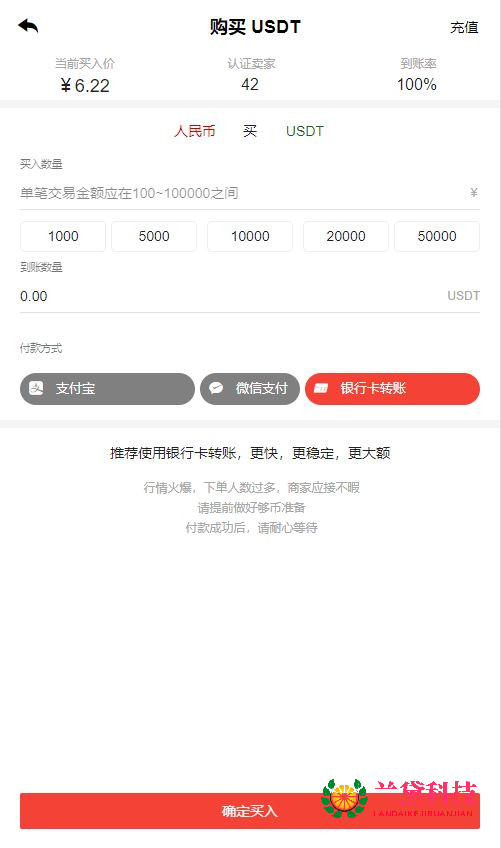 购买 USDT
充值
当前买入价 认证卖家 到账率
¥6.22 42 100%
人民币 买 USDT
买入数量
单笔交易金额应在100~100000之间 ¥
1000 5000 10000 20000 50000
到账数量
0.00 USDT
付款方式
支付宝 微信支付 银行卡转账
推荐使用银行卡转账，更快，更稳定，更大额
行情火爆，下单人数过多，商家应接不暇
请提前做好够币准备
付款成功后，请耐心等待
确定买入
兰贷科技
LANDAIKEJIRUANJIAN